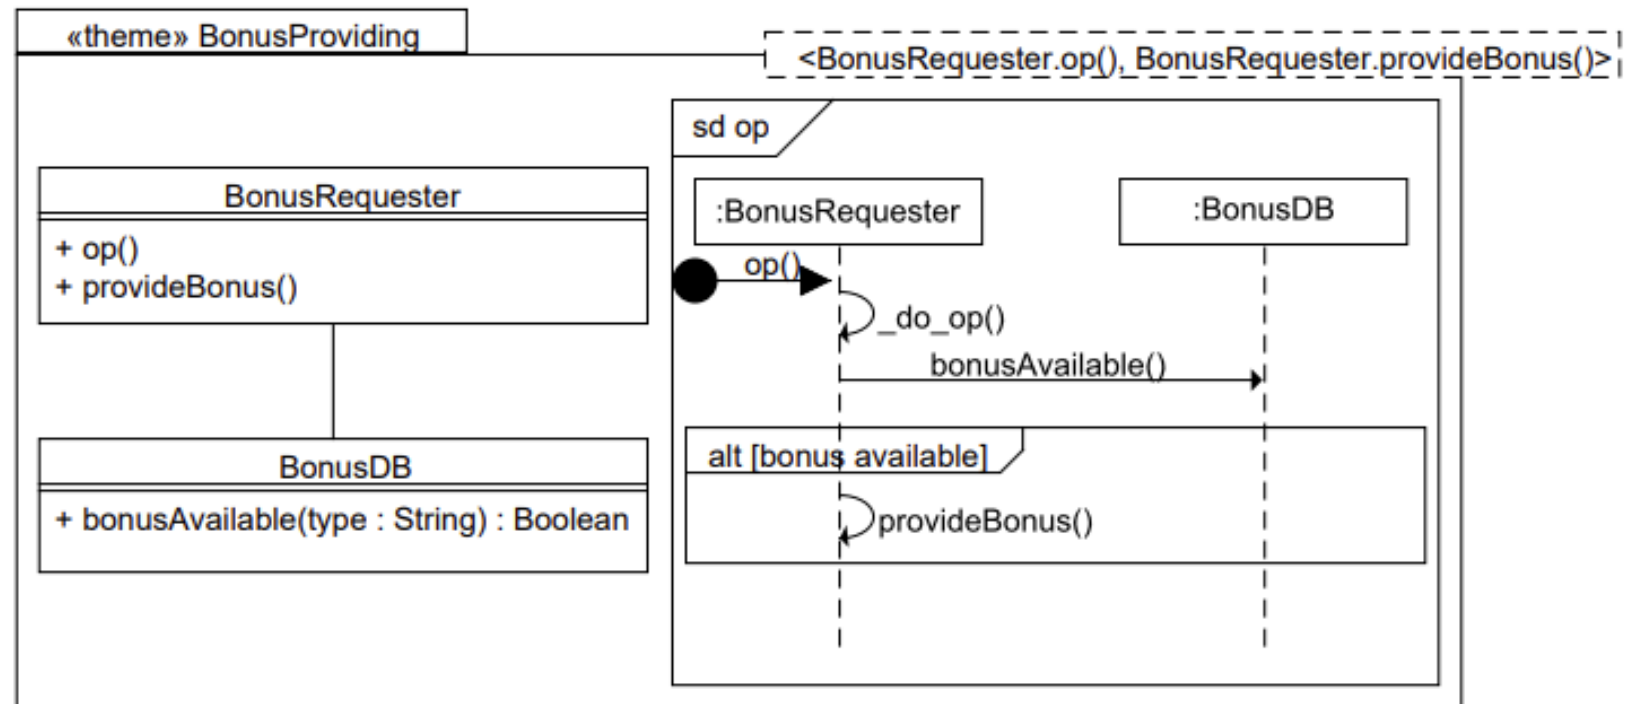 «theme» BonusProviding
<BonusRequester.op(), BonusRequester.provideBonus()>
BonusRequester
+ op()
+ provideBonus()
BonusDB
+ bonusAvailable(type : String) : Boolean
sd op
:BonusRequester
:BonusDB
op()
_do_op()
bonusAvailable()
alt [bonus available]
provideBonus()